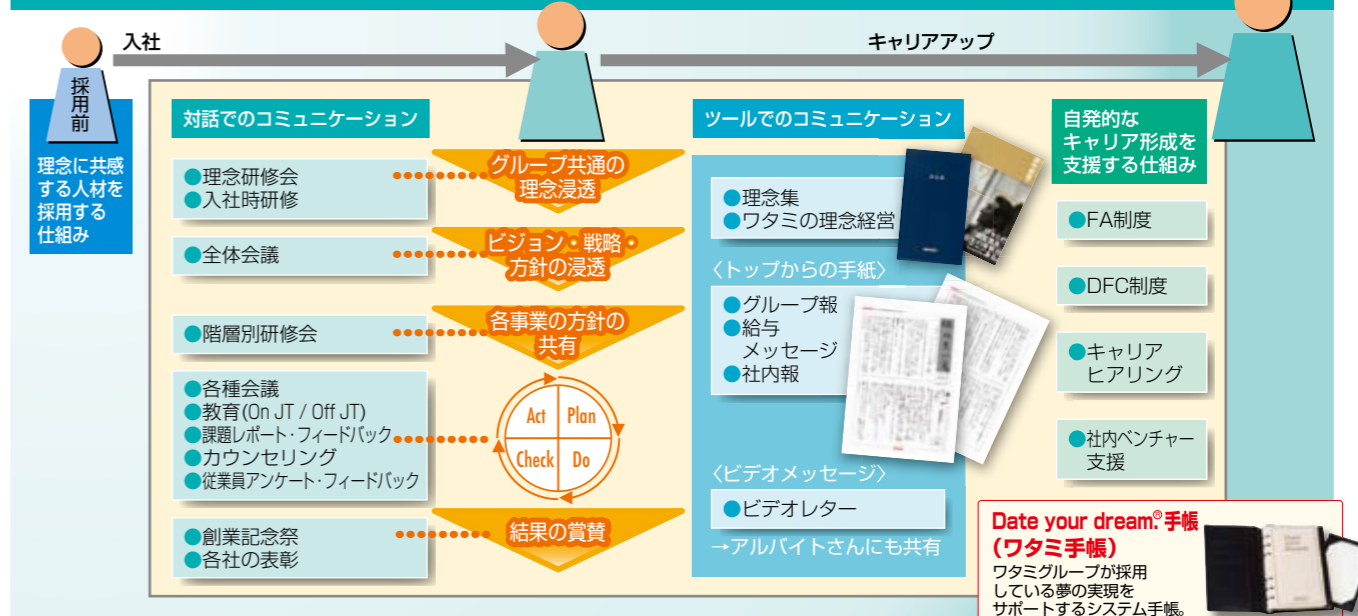 入社
キャリアアップ
採用前
理念に共感
する人材を
採用する
仕組み
対話でのコミュニケーション
●理念研修会
●入社時研修
グループ共通の
理念浸透
●全体会議
ビジョン・戦略・
方針の浸透
●階層別研修会
各事業の方針の
共有
●各種会議
●教育(On JT / Off JT)
●課題レポート・フィードバック
●カウンセリング
●従業員アンケート・フィードバック
Act
Plan
Check
Do
●創業記念祭
●各社の表彰
結果の賞賛
ツールでのコミュニケーション
●理念集
●ワタミの理念経営
〈トップからの手紙〉
●グループ報
●給与
メッセージ
●社内報
〈ビデオメッセージ〉
●ビデオレター
→アルバイトさんにも共有
自発的な
キャリア形成を
支援する仕組み
●FA制度
●DFC制度
●キャリア
ヒアリング
●社内ベンチャー
支援
Date your dream.®手帳
(ワタミ手帳)
ワタミグループが採用
している夢の実現を
サポートするシステム手帳。